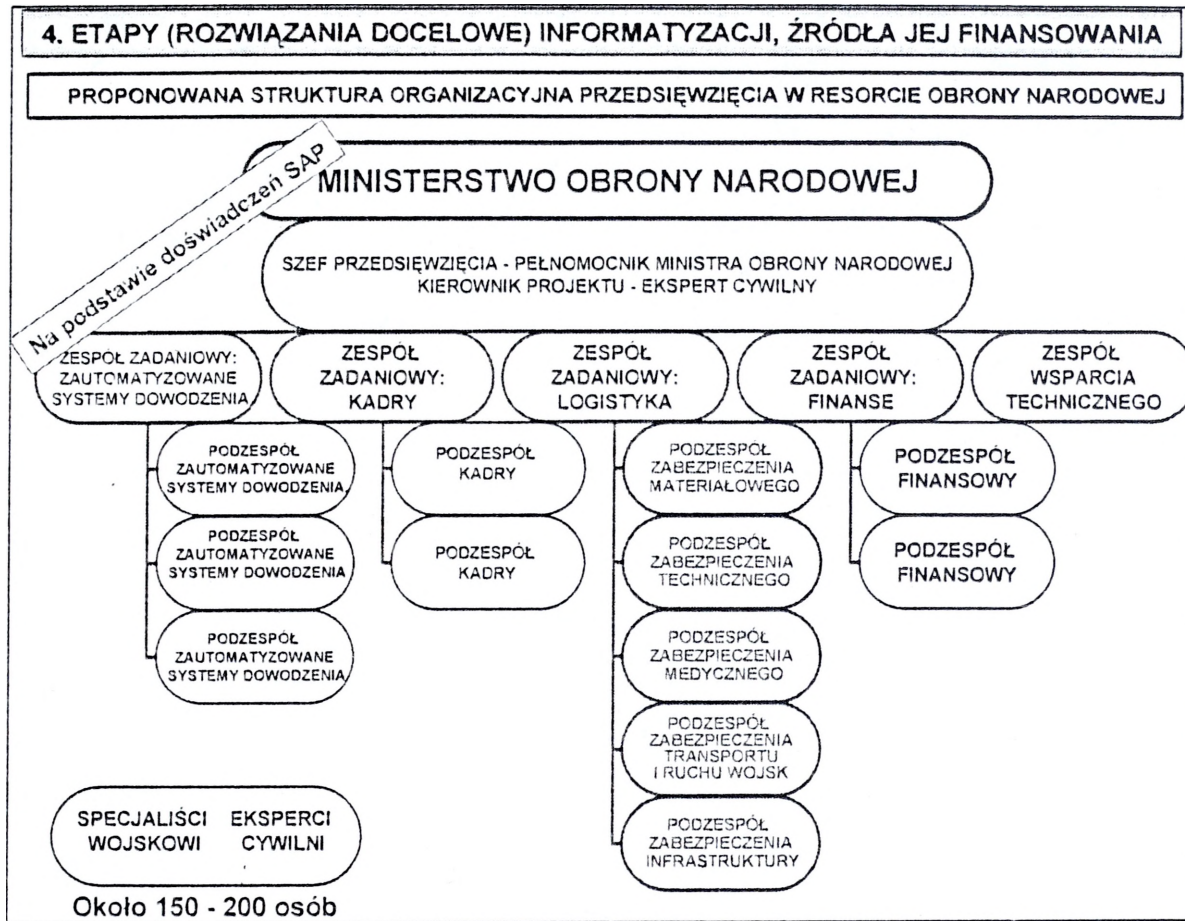 4. ETAPY (ROZWIĄZANIA DOCELOWE) INFORMATYZACJI, ŹRÓDŁA JEJ FINANSOWANIA
PROPONOWANA STRUKTURA ORGANIZACYJNA PRZEDSIĘWZIĘCIA W RESORCIE OBRONY NARODOWEJ
Na podstawie doświadczeń SAP
MINISTERSTWO OBRONY NARODOWEJ
SZEF PRZEDSIĘWZIĘCIA - PEŁNOMOCNIK MINISTRA OBRONY NARODOWEJ
KIEROWNIK PROJEKTU - EKSPERT CYWILNY
ZESPÓŁ ZADANIOWY:
ZAUTOMATYZOWANE
SYSTEMY DOWODZENIA
PODZESPÓŁ
ZAUTOMATYZOWANE
SYSTEMY DOWODZENIA
PODZESPÓŁ
ZAUTOMATYZOWANE
SYSTEMY DOWODZENIA
PODZESPÓŁ
ZAUTOMATYZOWANE
SYSTEMY DOWODZENIA
ZESPÓŁ
ZADANIOWY:
KADRY
PODZESPÓŁ
KADRY
PODZESPÓŁ
KADRY
ZESPÓŁ
ZADANIOWY:
LOGISTYKA
PODZESPÓŁ
ZABEZPIECZENIA
MATERIAŁOWEGO
PODZESPÓŁ
ZABEZPIECZENIA
TECHNICZNEGO
PODZESPÓŁ
ZABEZPIECZENIA
MEDYCZNEGO
PODZESPÓŁ
ZABEZPIECZENIA
TRANSPORTU
I RUCHU WOJSK
PODZESPÓŁ
ZABEZPIECZENIA
INFRASTRUKTURY
ZESPÓŁ
ZADANIOWY:
FINANSE
PODZESPÓŁ
FINANSOWY
PODZESPÓŁ
FINANSOWY
ZESPÓŁ
WSPARCIA
TECHNICZNEGO
SPECJALIŚCI EKSPERCI
WOJSKOWI CYWILNI
Około 150 - 200 osób